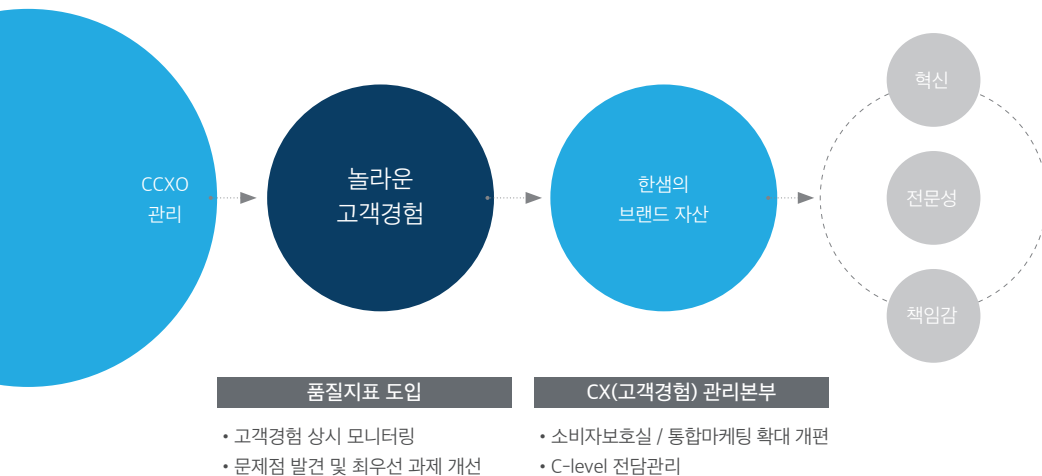 CCXO
관리
놀라운
고객경험
한샘의
브랜드 자산
혁신
전문성
책임감
품질지표 도입
• 고객경험 상시 모니터링
• 문제점 발견 및 최우선 과제 개선
CX(고객경험) 관리본부
• 소비자보호실 / 통합마케팅 확대 개편
• C-level 전담관리